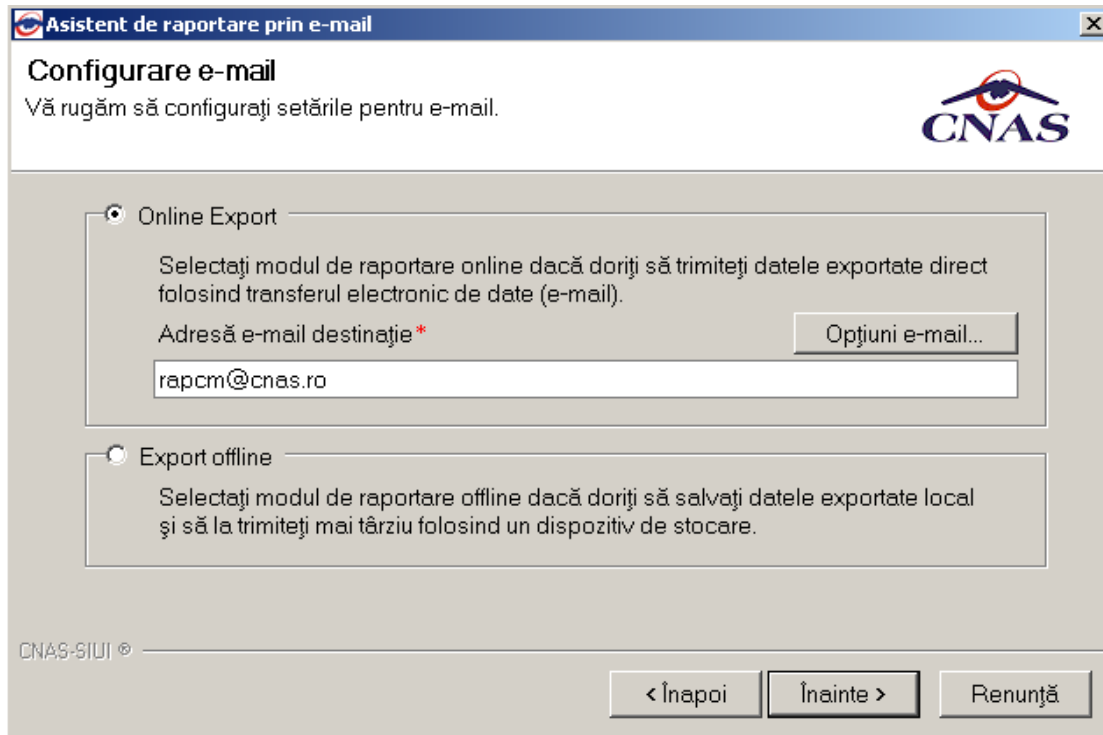 Asistent de raportare prin e-mail
Configurare e-mail
Vă rugăm să configuraţi setările pentru e-mail.
CNAS
Online Export
Selectaţi modul de raportare online dacă doriţi să trimiteţi datele exportate direct
folosind transferul electronic de date (e-mail).
Adresă e-mail destinaţie*
Opţiuni e-mail...
rapcm@cnas.ro
Export offline
Selectaţi modul de raportare offline dacă doriţi să salvaţi datele exportate local
şi să la trimiteţi mai târziu folosind un dispozitiv de stocare.
CNAS-SIUI ®
< Înapoi
Înainte >
Renunţă